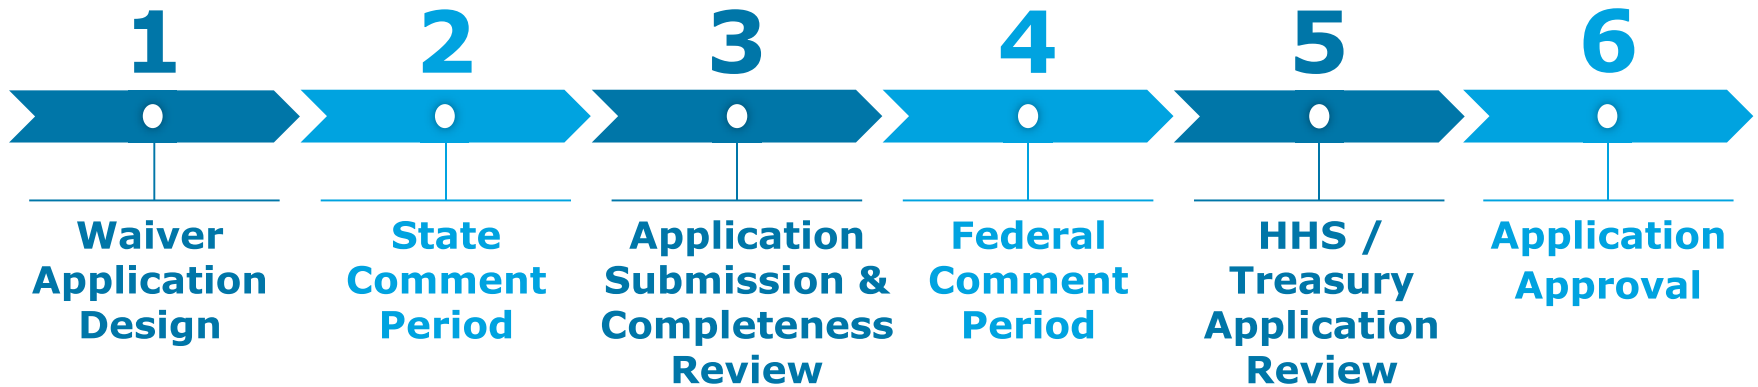 1
2
3
4
5
6
Waiver
Application
Design
State
Comment
Period
Application
Submission &
Completeness
Review
Federal
Comment
Period
HHS /
Treasury
Application
Review
Application
Approval